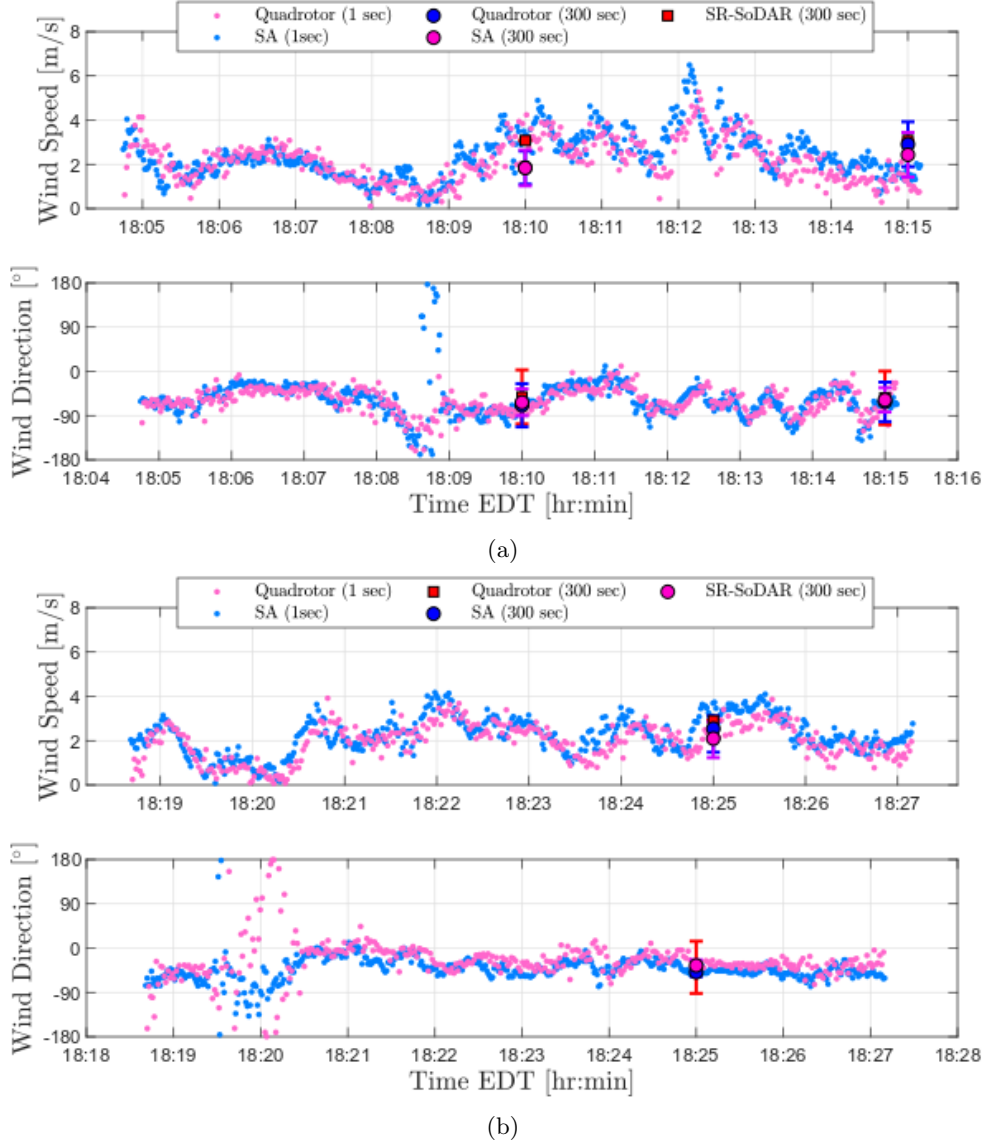 Quadrotor (1 sec) Quadrotor (300 sec) SR-SoDAR (300 sec)
SA (1sec) SA (300 sec)
Wind Speed [m/s]
8
6
4
2
0
18:05 18:06 18:07 18:08 18:09 18:10 18:11 18:12 18:13 18:14 18:15
Wind Direction [°]
180
90
0
-90
-180
18:04 18:05 18:06 18:07 18:08 18:09 18:10 18:11 18:12 18:13 18:14 18:15 18:16
Time EDT [hr:min]
(a)
Quadrotor (1 sec) Quadrotor (300 sec) SR-SoDAR (300 sec)
SA (1sec) SA (300 sec)
Wind Speed [m/s]
8
6
4
2
0
18:19 18:20 18:21 18:22 18:23 18:24 18:25 18:26 18:27
Wind Direction [°]
180
90
0
-90
-180
18:18 18:19 18:20 18:21 18:22 18:23 18:24 18:25 18:26 18:27 18:28
Time EDT [hr:min]
(b)